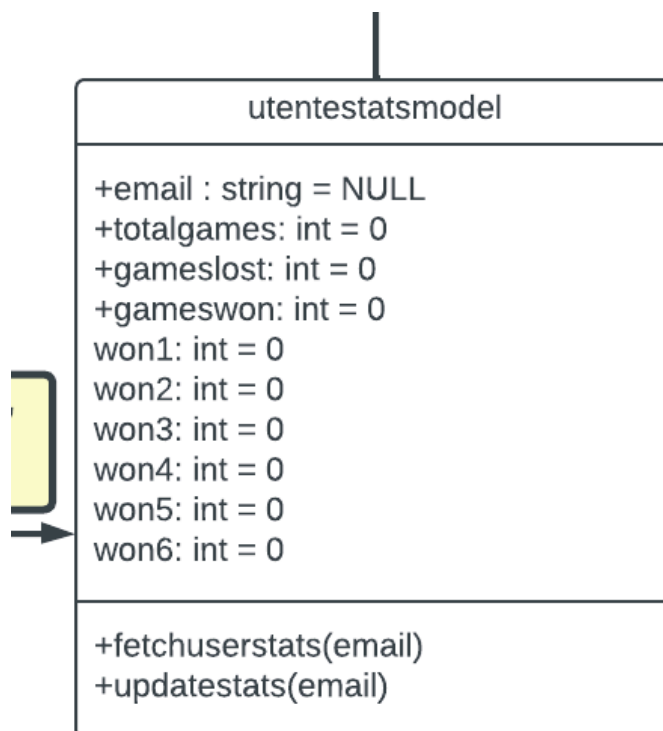 utentestatsmodel
+email : string = NULL
+totalgames: int = 0
+gameslost: int = 0
+gameswon: int = 0
won1: int = 0
won2: int = 0
won3: int = 0
won4: int = 0
won5: int = 0
won6: int = 0
+fetchuserstats(email)
+updatestats(email)